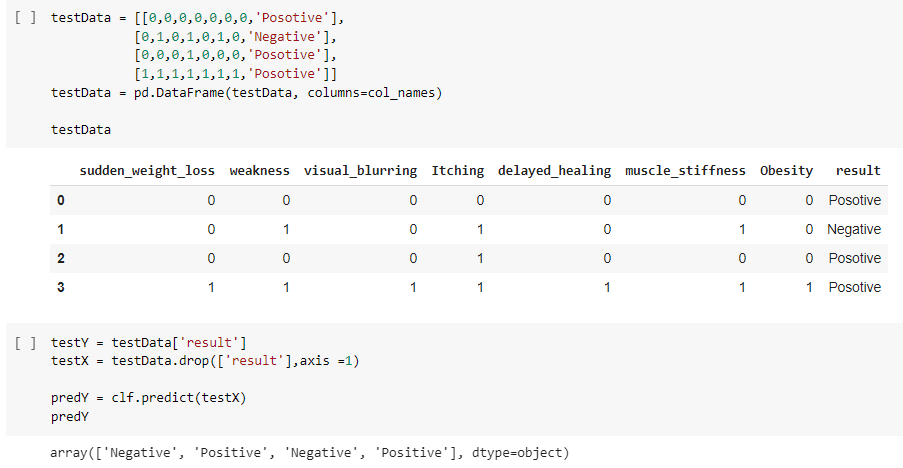 [ ] testData = [[0,0,0,0,0,0,0,'Posotive'],
[0,1,0,1,0,1,0,'Negative'],
[0,0,0,1,0,0,0,'Posotive'],
[1,1,1,1,1,1,1,'Posotive']]
testData = pd.DataFrame(testData, columns=col_names)
testData
sudden_weight_loss weakness visual_blurring Itching delayed_healing muscle_stiffness Obesity result
0 0 0 0 0 0 0 0 Posotive
1 0 1 0 1 0 1 0 Negative
2 0 0 0 1 0 0 0 Posotive
3 1 1 1 1 1 1 1 Posotive
[ ] testY = testData['result']
testX = testData.drop(['result'],axis =1)
predY = clf.predict(testX)
predY
array(['Negative', 'Positive', 'Negative', 'Positive'], dtype=object)